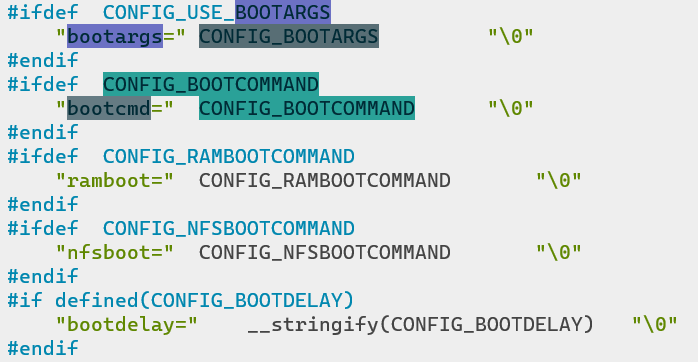 #ifdef  CONFIG_USE_BOOTARGS
    "bootargs="	CONFIG_BOOTARGS			"\0"
#endif
#ifdef  CONFIG_BOOTCOMMAND
    "bootcmd="	CONFIG_BOOTCOMMAND		"\0"
#endif
#ifdef  CONFIG_RAMBOOTCOMMAND
    "ramboot="	CONFIG_RAMBOOTCOMMAND		"\0"
#endif
#ifdef  CONFIG_NFSBOOTCOMMAND
    "nfsboot="	CONFIG_NFSBOOTCOMMAND		"\0"
#endif
#if defined(CONFIG_BOOTDELAY)
    "bootdelay="	__stringify(CONFIG_BOOTDELAY)	"\0"
#endif